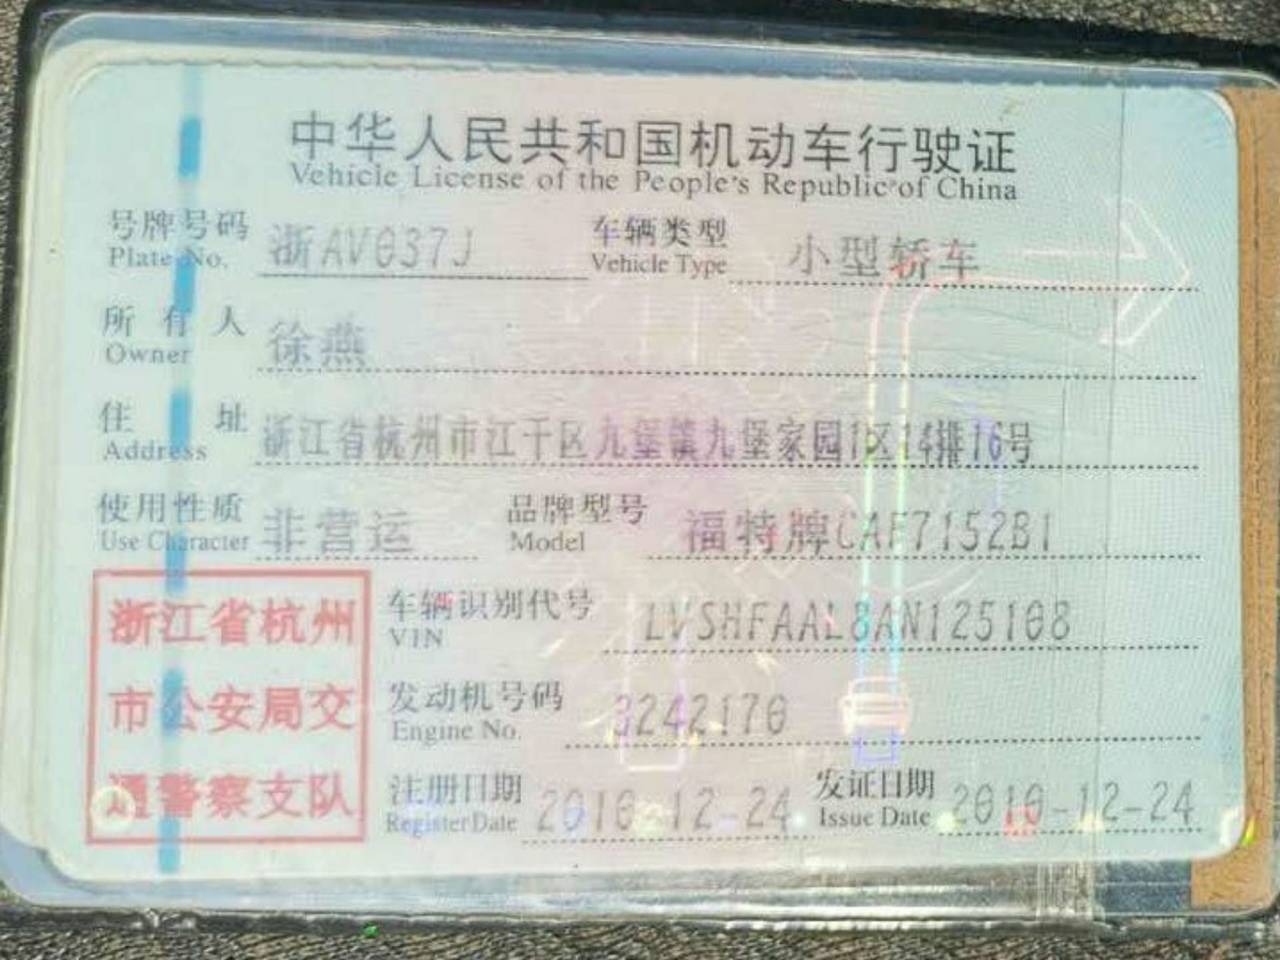 中华人民共和国机动车行驶证
Vehicle License of the People's Republic of China
号牌号码 浙AV037J 车辆类型 小型轿车
Plate No. Vehicle Type
所有人 徐燕
Owner
住址 浙江省杭州市江干区九堡镇九堡家园1区14排16号
Address
使用性质 非营运 品牌型号 福特牌CAF7152B1
Use Character Model
浙江省杭州
市公安局交
通警察支队
车辆识别代号 LVSHFAAL8AN125108
VIN
发动机号码 3242170
Engine No.
注册日期 2010-12-24 发证日期 2010-12-24
Register Date Issue Date